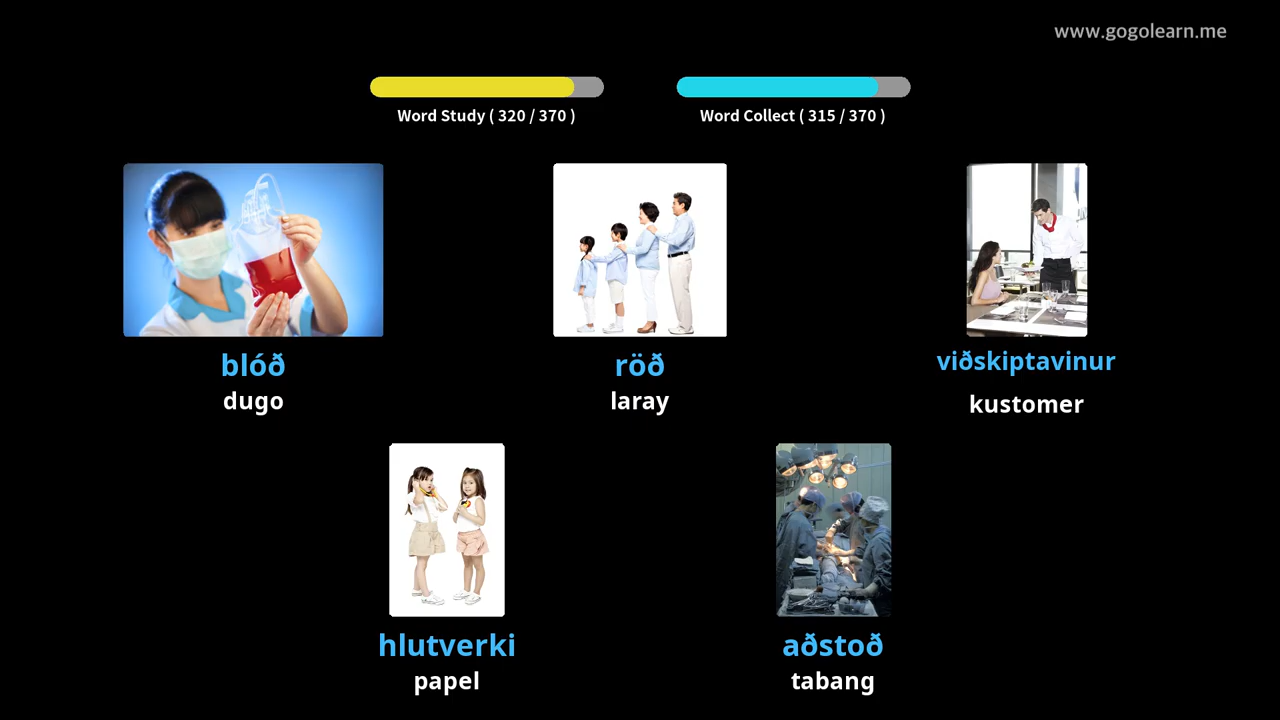 www.gogolearn.me
Word Study ( 320 / 370 )
Word Collect ( 315 / 370 )
blóð
dugo
röð
laray
viðskiptavinur
kustomer
hlutverki
papel
aðstoð
tabang